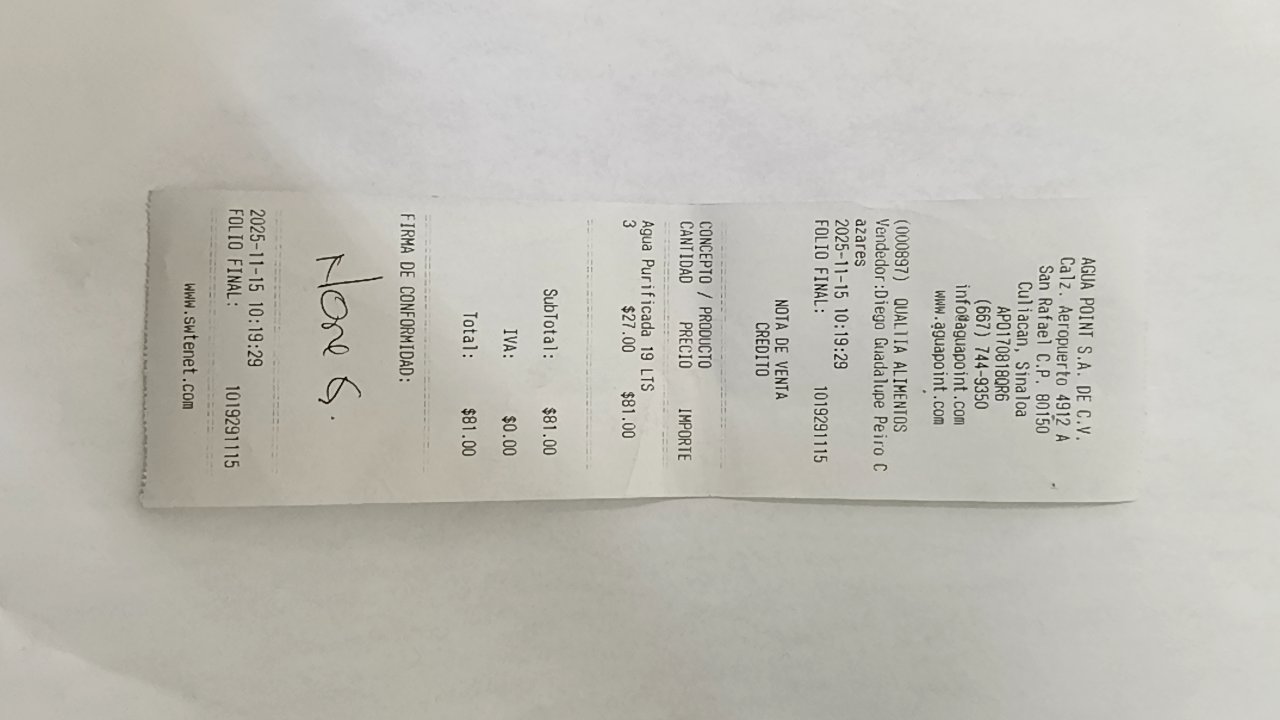 AGUA POINT S.A. DE C.V.
Calz. Aeropuerto 4912 A
San Rafael C.P. 80150
Culiacan, Sinaloa
APO170818QR6
(667) 744-9350
info@aguapoint.com
www.aguapoint.com
,
(000897) QUALTIA ALIMENTOS
Vendedor:Diego Guadalupe Peiro C
azares
2025-11-15 10:19:29
FOLIO FINAL: 1019291115
NOTA DE VENTA
CREDITO
CONCEPTO / PRODUCTO
CANTIDAD PRECIO IMPORTE
Agua Purificada 19 LTS
3 $27.00 $81.00
SubTotal: $81.00
IVA: $0.00
Total: $81.00
FIRMA DE CONFORMIDAD:
2025-11-15 10:19:29
FOLIO FINAL: 1019291115
www.swtenet.com